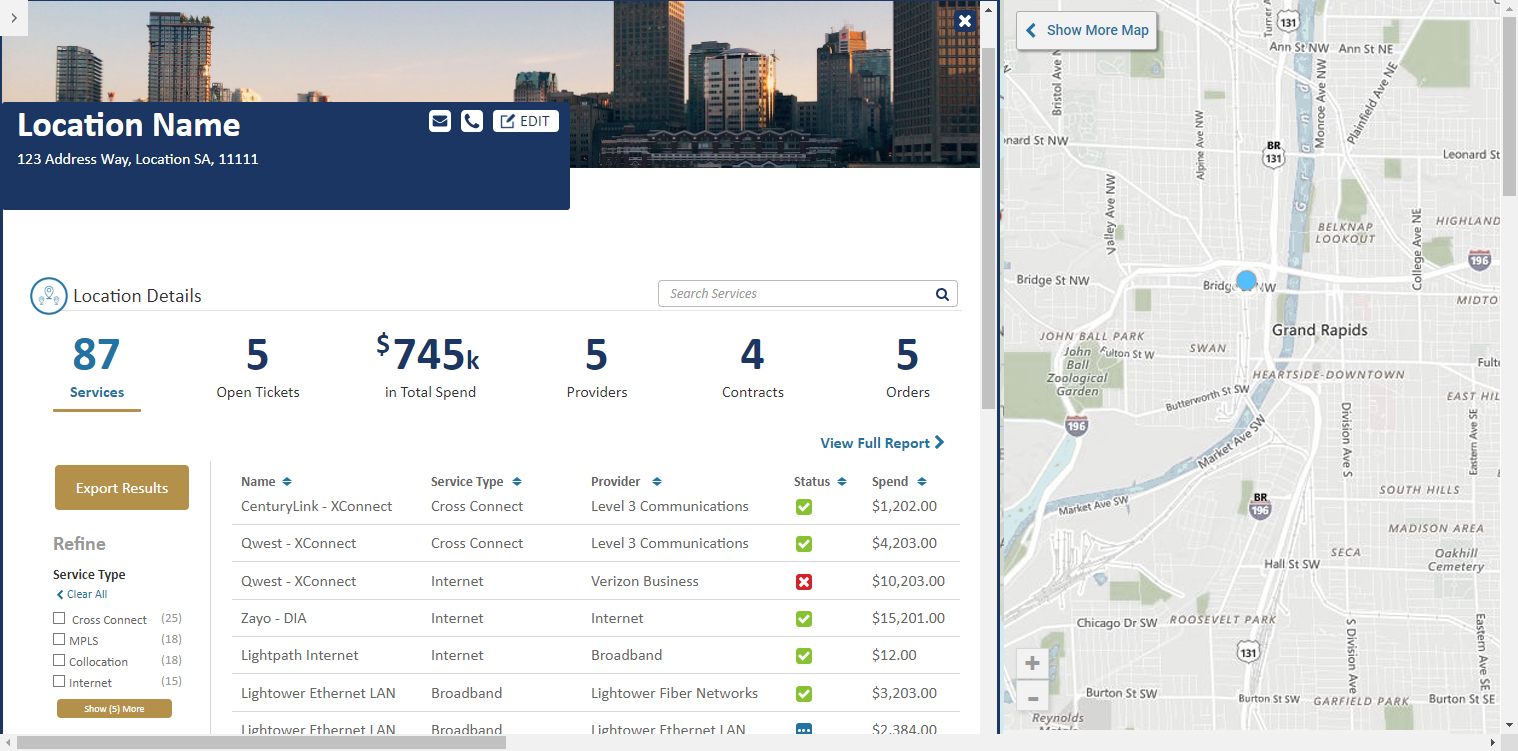 Location Name
EDIT
123 Address Way, Location SA, 11111
Location Details
Search Services
87
Services
5
Open Tickets
$745k
in Total Spend
5
Providers
4
Contracts
5
Orders
View Full Report
Export Results
Refine
Service Type
Clear All
Cross Connect (25)
MPLS (18)
Collocation (18)
Internet (15)
Show (5) More
Name Service Type Provider Status Spend
CenturyLink - XConnect Cross Connect Level 3 Communications $1,202.00
Qwest - XConnect Cross Connect Level 3 Communications $4,203.00
Qwest - XConnect Internet Verizon Business $10,203.00
Zayo - DIA Internet Internet $15,201.00
Lightpath Internet Internet Broadband $12.00
Lightower Ethernet LAN Broadband Lightower Fiber Networks $3,203.00
Lightower Ethernet LAN Broadband Lightower Ethernet LAN $2,384.00
Show More Map
Turner A
131
Ann St NW
Ann St NE
Bristol Ave N
Monroe Ave NW
Plainfield Ave NE
Grand
Alpine Ave NW
onard St NW
BR
131
Leonard St
Valley Ave NW
BELKNAP
LOOKOUT
College Ave NE
HIGHLAND
196
Bridge St NW
Bridg NW
MIDTO
Grand Rapids
JOHN BALL PARK
John
Ball
Zoological
Garden
Fulton St W
SWAN
Fult
HEARTSIDE-DOWNTOWN
Butterworth St SW
EAST HIL
196
Market Ave SW
Division Ave S
Eastern Ave SE
SOUTH HILLS
Market Ave SW
BR
196
MADISON AREA
SECA
Oakhill
Cemetery
Hall St SW
Chicago Dr SW
ROOSEVELT PARK
S Division Ave
Eastern Ave SE
131
Burton St SW
Burton St SW
GARFIELD PARK
Burton St SE
Reynolds
Metals